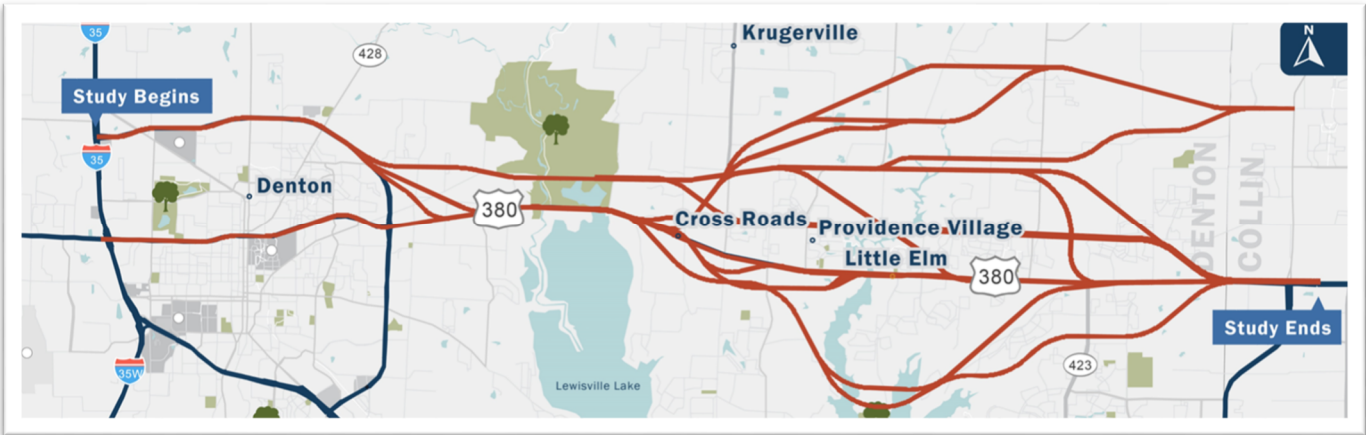 35
Krugerville
N
428
Study Begins
35
Denton
DENTON
COLLIN
380
Cross Roads
Providence Village
Little Elm
380
Study Ends
423
35W
Lewisville Lake